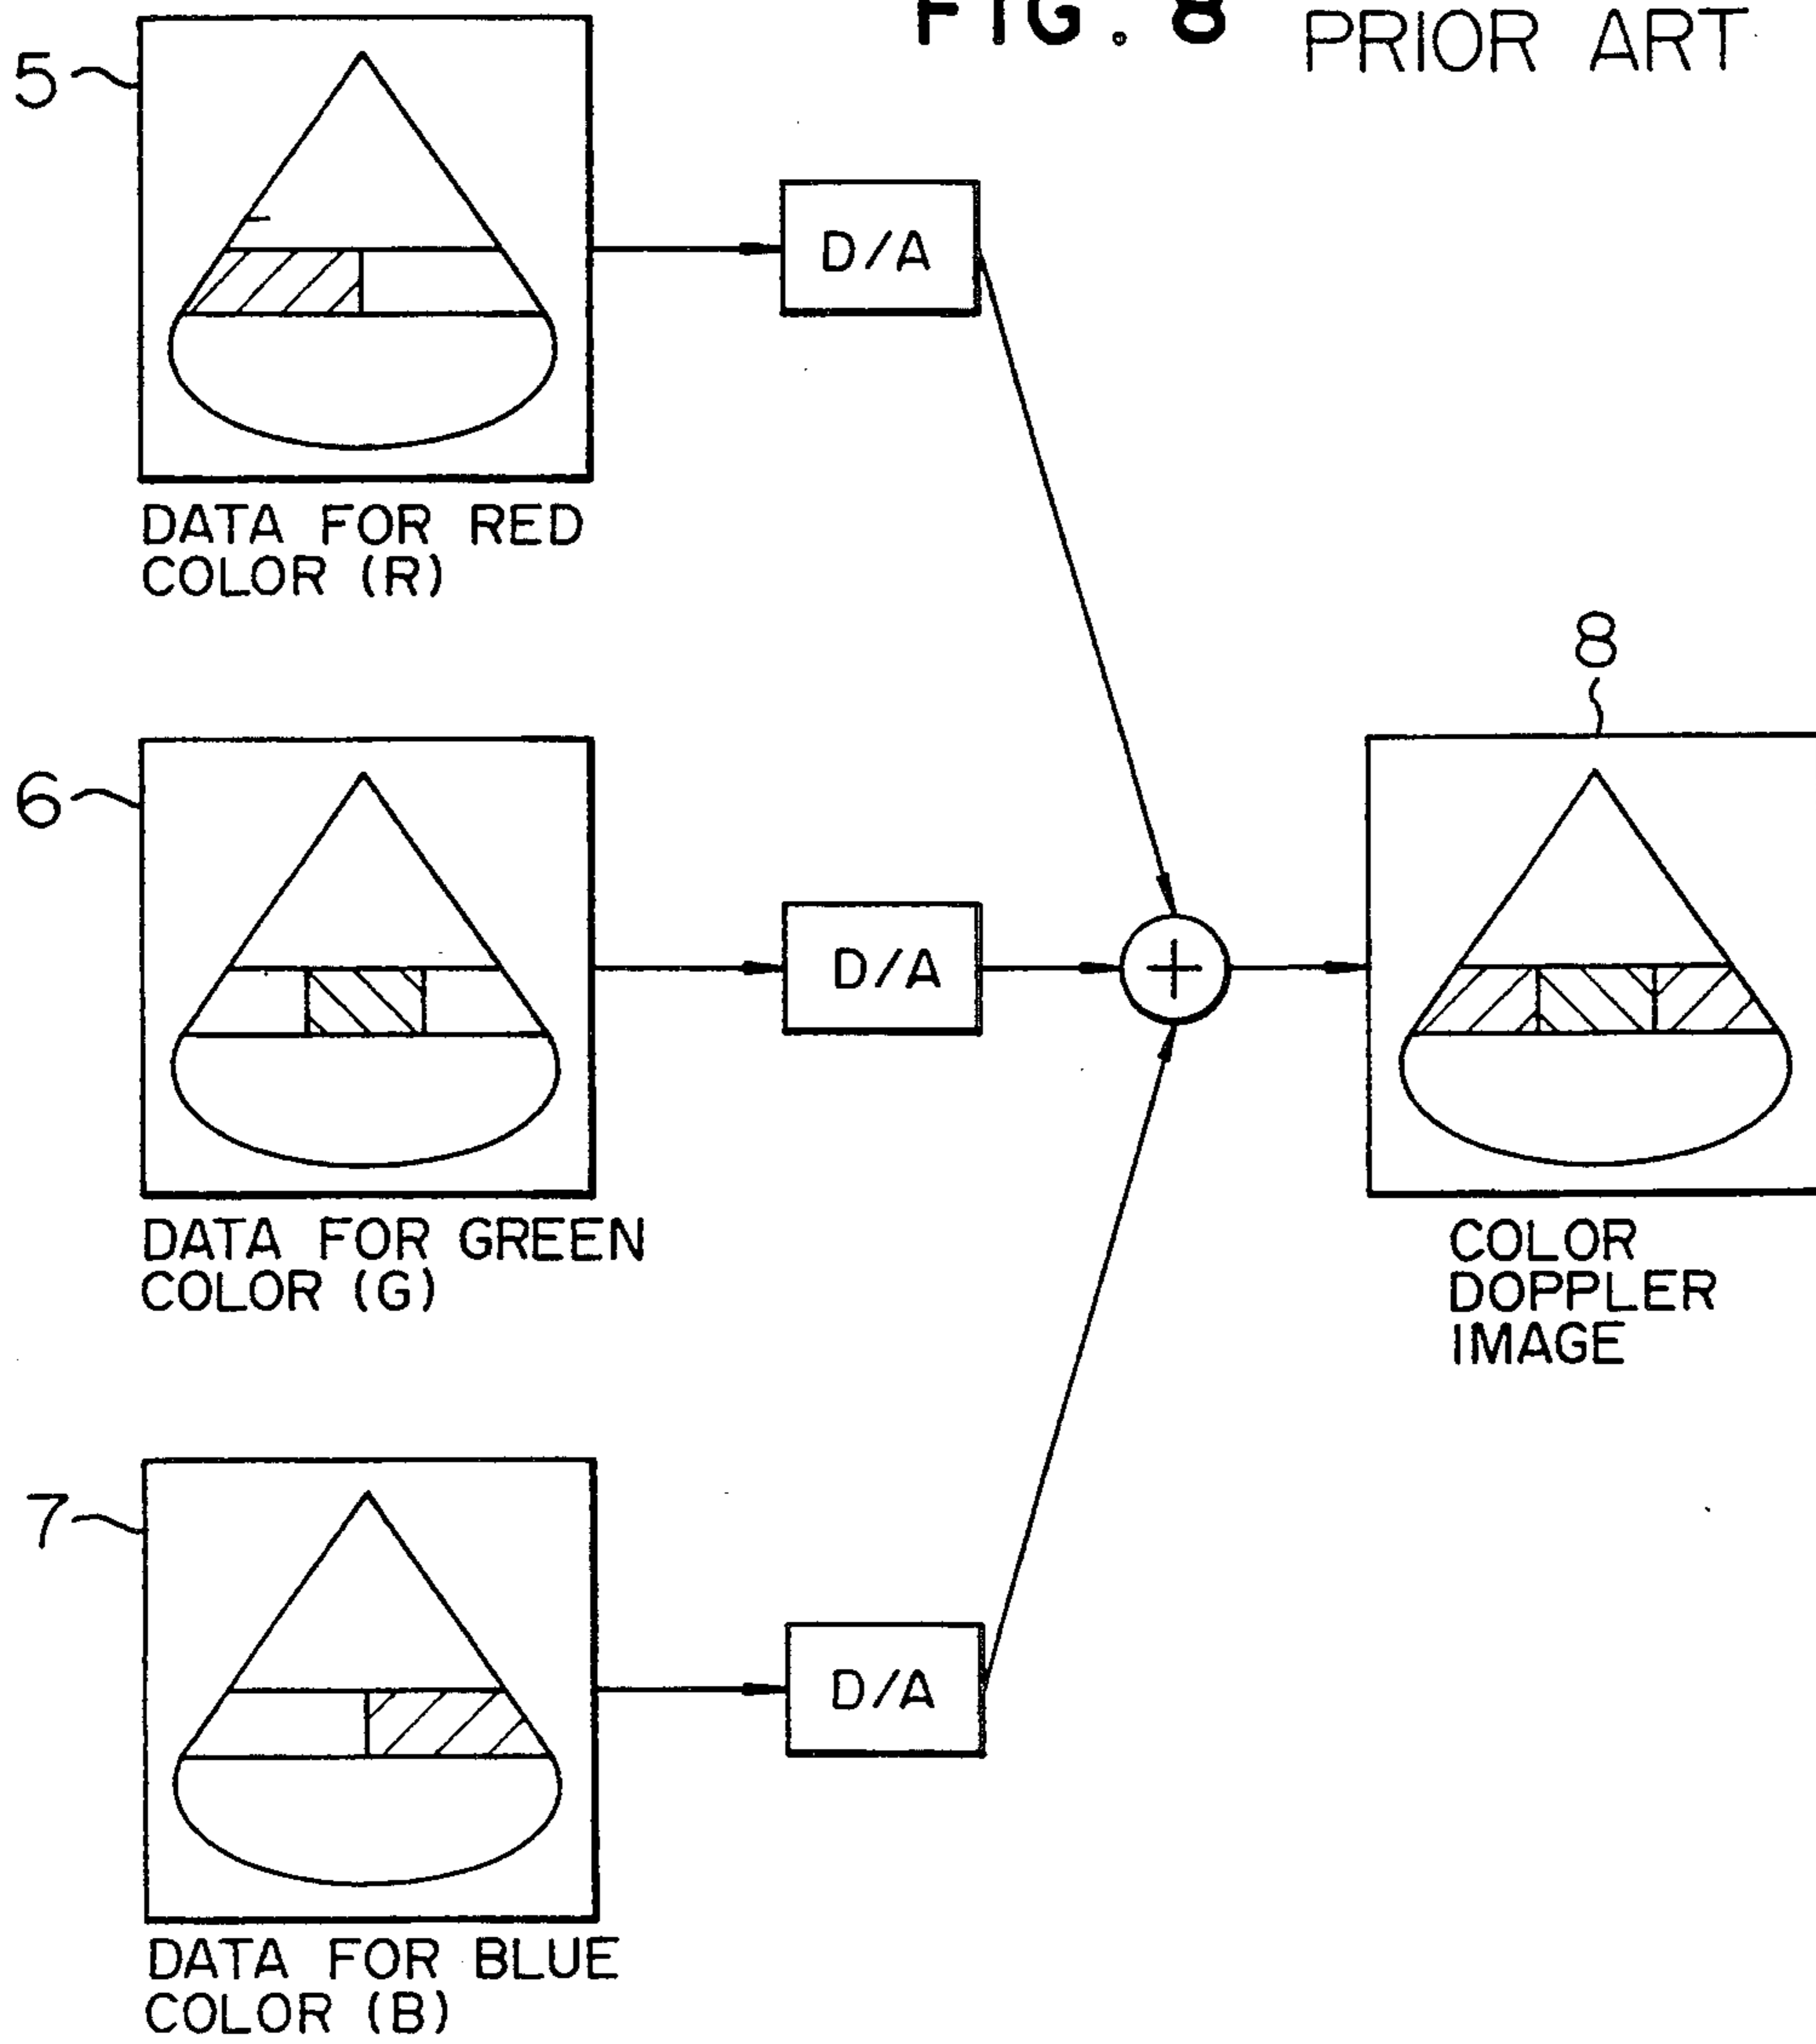 FIG. 8 PRIOR ART
5
D/A
DATA FOR RED
COLOR (R)
8
6
D/A
DATA FOR GREEN
COLOR (G)
COLOR
DOPPLER
IMAGE
7
D/A
DATA FOR BLUE
COLOR (B)